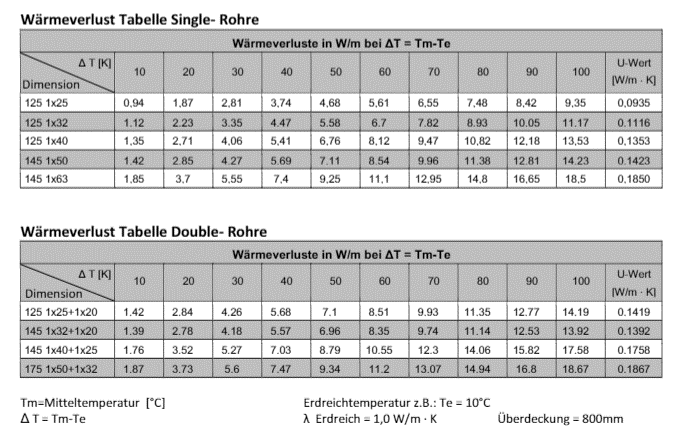 Wärmeverlust Tabelle Single- Rohre
Wärmeverluste in W/m bei ΔT = Tm-Te
Δ T [K] 10 20 30 40 50 60 70 80 90 100 U-Wert
Dimension [W/m · K]
125 1x25 0,94 1,87 2,81 3,74 4,68 5,61 6,55 7,48 8,42 9,35 0,0935
125 1x32 1.12 2.23 3.35 4.47 5.58 6.7 7.82 8.93 10.05 11.17 0.1116
125 1x40 1,35 2,71 4,06 5,41 6,76 8,12 9,47 10,82 12,18 13,53 0,1353
145 1x50 1.42 2.85 4.27 5.69 7.11 8.54 9.96 11.38 12.81 14.23 0.1423
145 1x63 1,85 3,7 5,55 7,4 9,25 11,1 12,95 14,8 16,65 18,5 0,1850
Wärmeverlust Tabelle Double- Rohre
Wärmeverluste in W/m bei ΔT = Tm-Te
Δ T [K] 10 20 30 40 50 60 70 80 90 100 U-Wert
Dimension [W/m · K]
125 1x25+1x20 1.42 2.84 4.26 5.68 7.1 8.51 9.93 11.35 12.77 14.19 0.1419
145 1x32+1x20 1.39 2.78 4.18 5.57 6.96 8.35 9.74 11.14 12.53 13.92 0.1392
145 1x40+1x25 1.76 3.52 5.27 7.03 8.79 10.55 12.3 14.06 15.82 17.58 0.1758
175 1x50+1x32 1.87 3.73 5.6 7.47 9.34 11.2 13.07 14.94 16.8 18.67 0.1867
Tm=Mitteltemperatur [°C] Erdreichtemperatur z.B.: Te = 10°C
Δ T = Tm-Te λ Erdreich = 1,0 W/m · K Überdeckung = 800mm